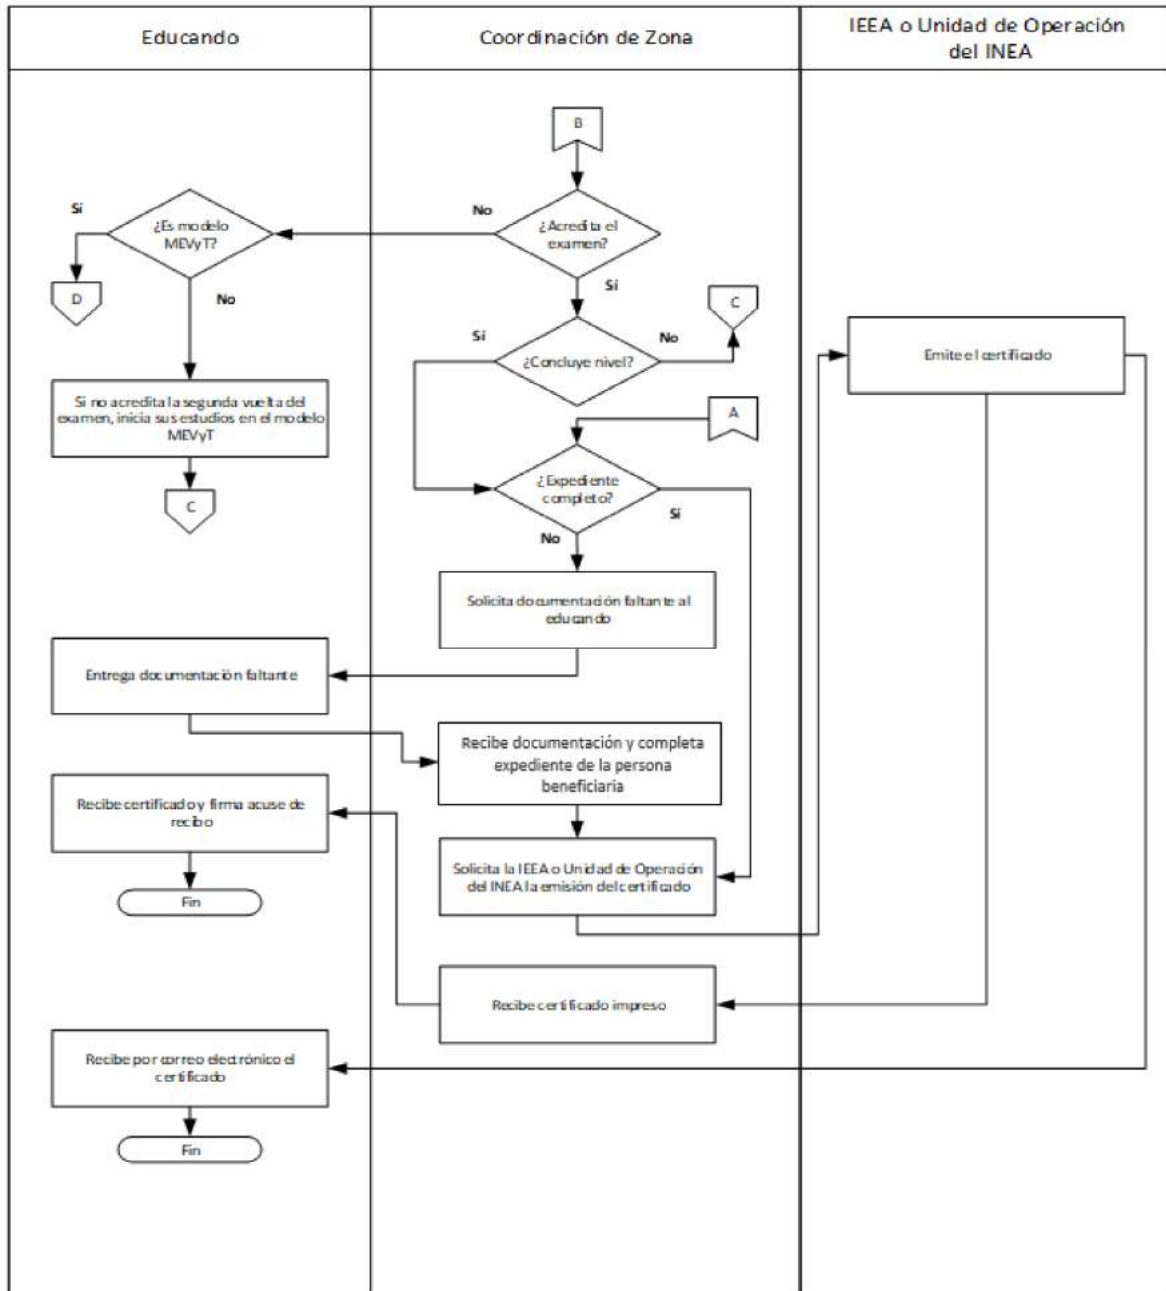 Educando
Coordinación de Zona
IEEA o Unidad de Operación
del INEA
B
Sí
¿Es modelo
MEVyT?
No
¿Acredita el
examen?
Sí
D
No
C
Sí
¿Concluye nivel?
No
Emite el certificado
Si no acredita la segunda vuelta del
examen, inicia sus estudios en el modelo
MEVyT
A
C
¿Expediente
completo?
Sí
No
Solicita documentación faltante al
educando
Entrega documentación faltante
Recibe documentación y completa
expediente de la persona
beneficiaria
Recibe certificado y firma acuse de
recibo
Solicita la IEEA o Unidad de Operación
del INEA la emisión del certificado
Fin
Recibe certificado impreso
Recibe por correo electrónico el
certificado
Fin